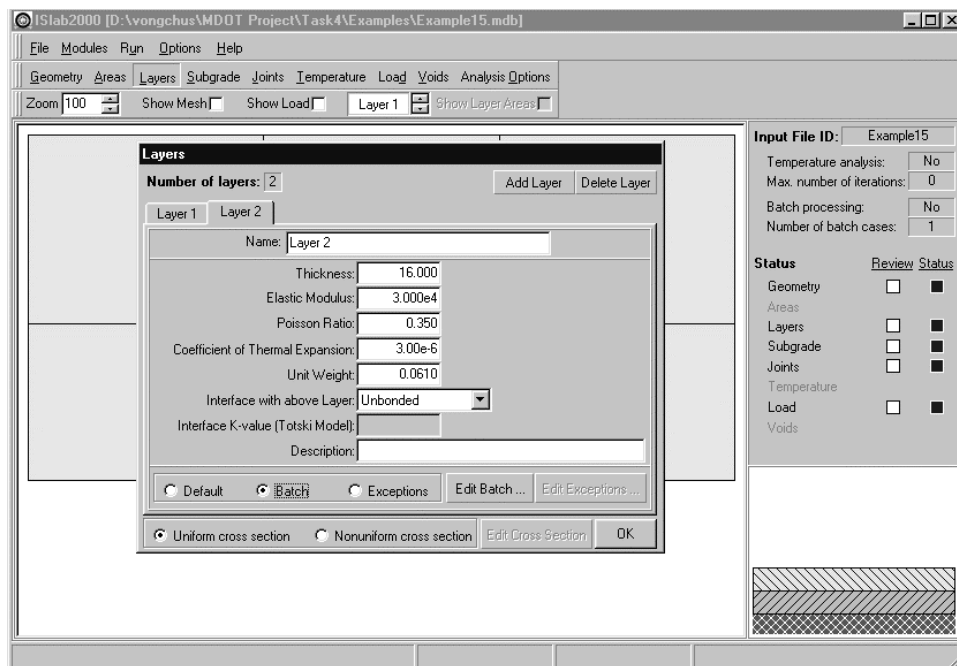 ISlab2000 [D:\vongchus\MDOT Project\Task4\Examples\Example15.mdb]
File Modules Run Options Help
Geometry Areas Layers Subgrade Joints Temperature Load Voids Analysis Options
Zoom 100 Show Mesh Show Load Layer 1 Show Layer Areas
Layers
Number of layers: 2 Add Layer Delete Layer
Layer 1 Layer 2
Name: Layer 2
Thickness: 16.000
Elastic Modulus: 3.000e4
Poisson Ratio: 0.350
Coefficient of Thermal Expansion: 3.00e-6
Unit Weight: 0.0610
Interface with above Layer: Unbonded
Interface K-value (Totski Model):
Description:
Default Batch Exceptions Edit Batch ... Edit Exceptions ...
Uniform cross section Nonuniform cross section Edit Cross Section OK
Input File ID: Example15
Temperature analysis: No
Max. number of iterations: 0
Batch processing: No
Number of batch cases: 1
Status Review Status
Geometry
Areas
Layers
Subgrade
Joints
Temperature
Load
Voids